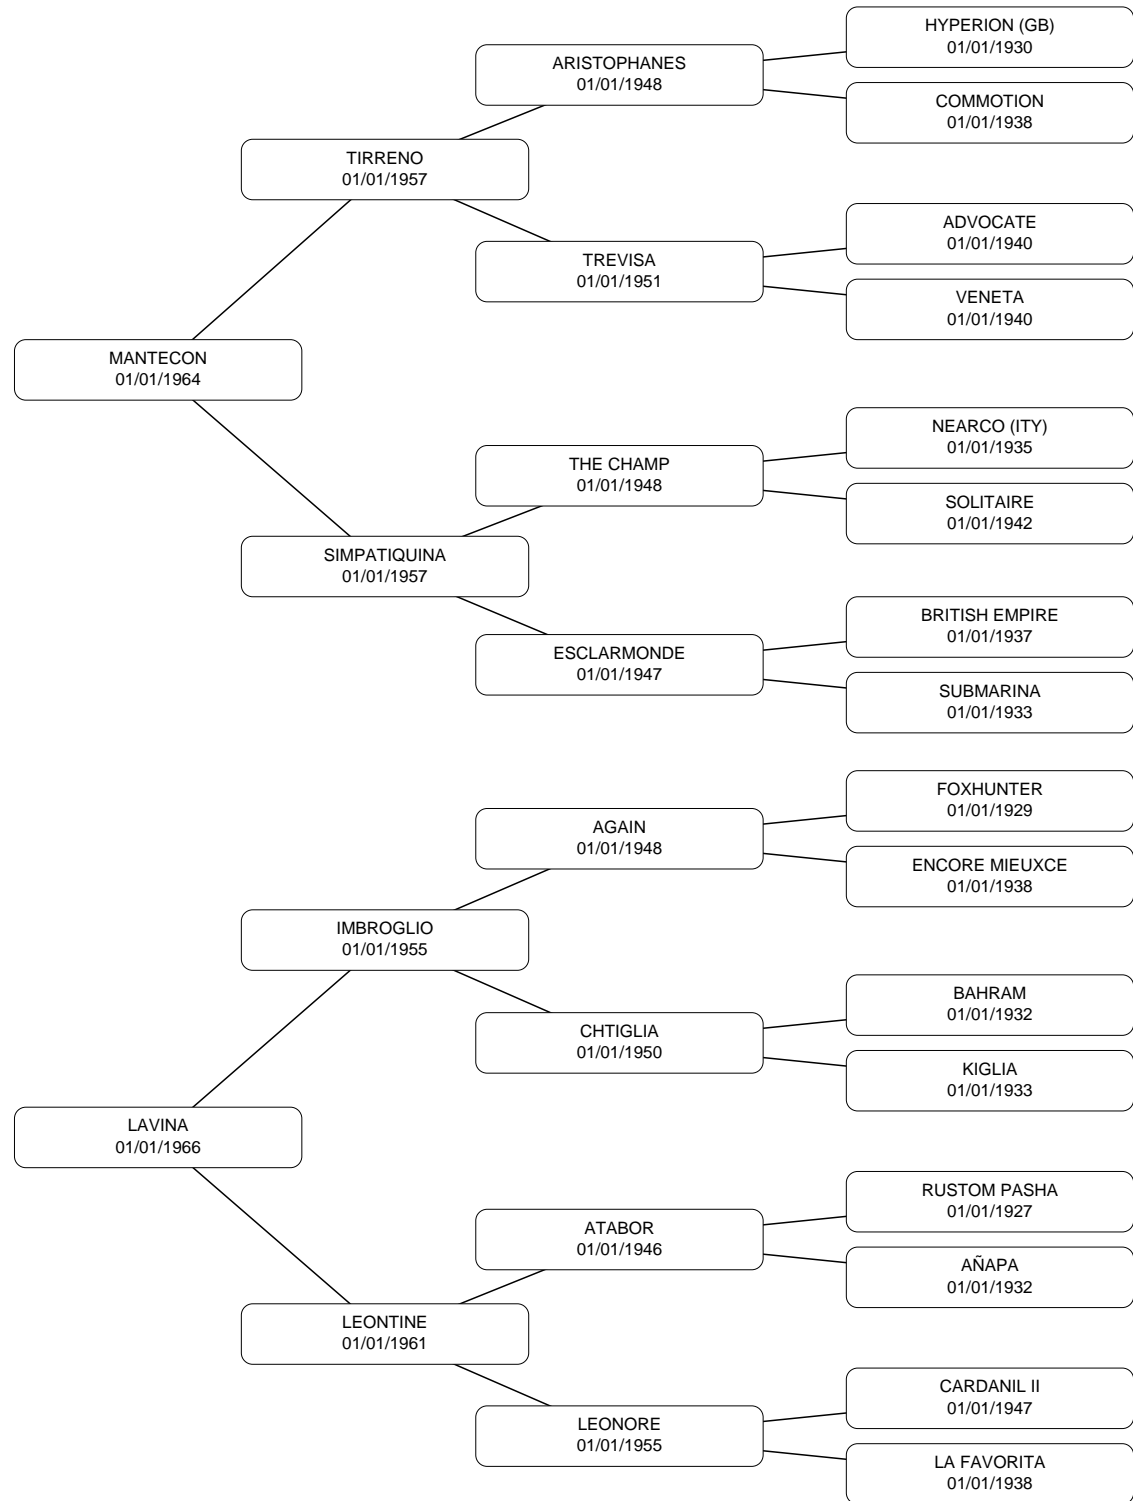 HYPERION (GB)
01/01/1930
ARISTOPHANES
01/01/1948
COMMOTION
01/01/1938
TIRRENO
01/01/1957
ADVOCATE
01/01/1940
TREVISA
01/01/1951
VENETA
01/01/1940
MANTECON
01/01/1964
NEARCO (ITY)
01/01/1935
THE CHAMP
01/01/1948
SOLITAIRE
01/01/1942
SIMPATIQUINA
01/01/1957
BRITISH EMPIRE
01/01/1937
ESCLARMONDE
01/01/1947
SUBMARINA
01/01/1933
FOXHUNTER
01/01/1929
AGAIN
01/01/1948
ENCORE MIEUXCE
01/01/1938
IMBROGLIO
01/01/1955
BAHRAM
01/01/1932
CHTIGLIA
01/01/1950
KIGLIA
01/01/1933
LAVINA
01/01/1966
RUSTOM PASHA
01/01/1927
ATABOR
01/01/1946
AÑAPA
01/01/1932
LEONTINE
01/01/1961
CARDANIL II
01/01/1947
LEONORE
01/01/1955
LA FAVORITA
01/01/1938